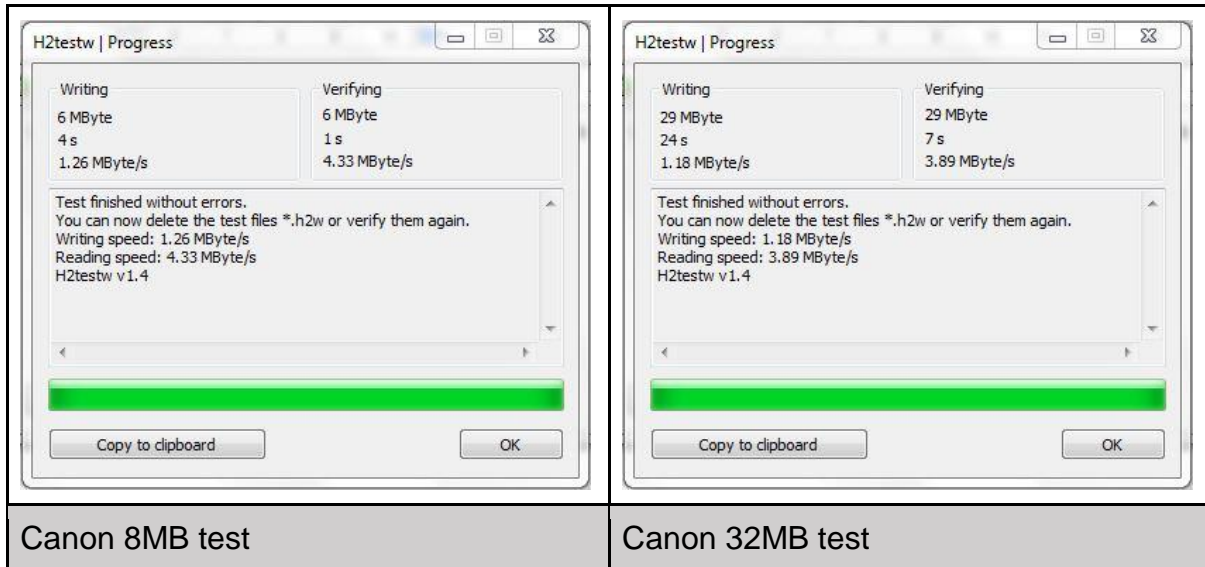 H2testw | Progress
Writing
6 MByte
4 s
1.26 MByte/s
Verifying
6 MByte
1 s
4.33 MByte/s
Test finished without errors.
You can now delete the test files *.h2w or verify them again.
Writing speed: 1.26 MByte/s
Reading speed: 4.33 MByte/s
H2testw v1.4
Copy to clipboard
OK
Canon 8MB test
H2testw | Progress
Writing
29 MByte
24 s
1.18 MByte/s
Verifying
29 MByte
7 s
3.89 MByte/s
Test finished without errors.
You can now delete the test files *.h2w or verify them again.
Writing speed: 1.18 MByte/s
Reading speed: 3.89 MByte/s
H2testw v1.4
Copy to clipboard
OK
Canon 32MB test